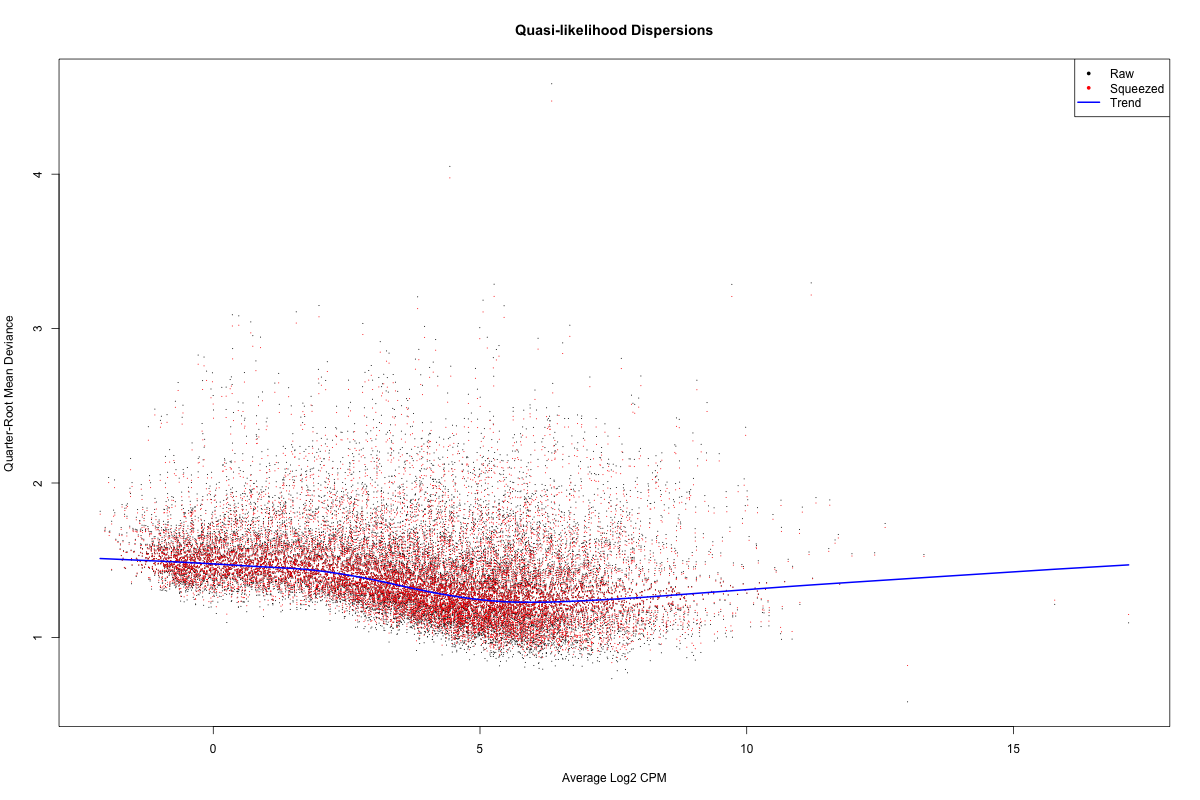 Quasi-likelihood Dispersions
Raw
Squeezed
Trend
4
3
2
1
Quarter-Root Mean Deviance
0
5
10
15
Average Log2 CPM